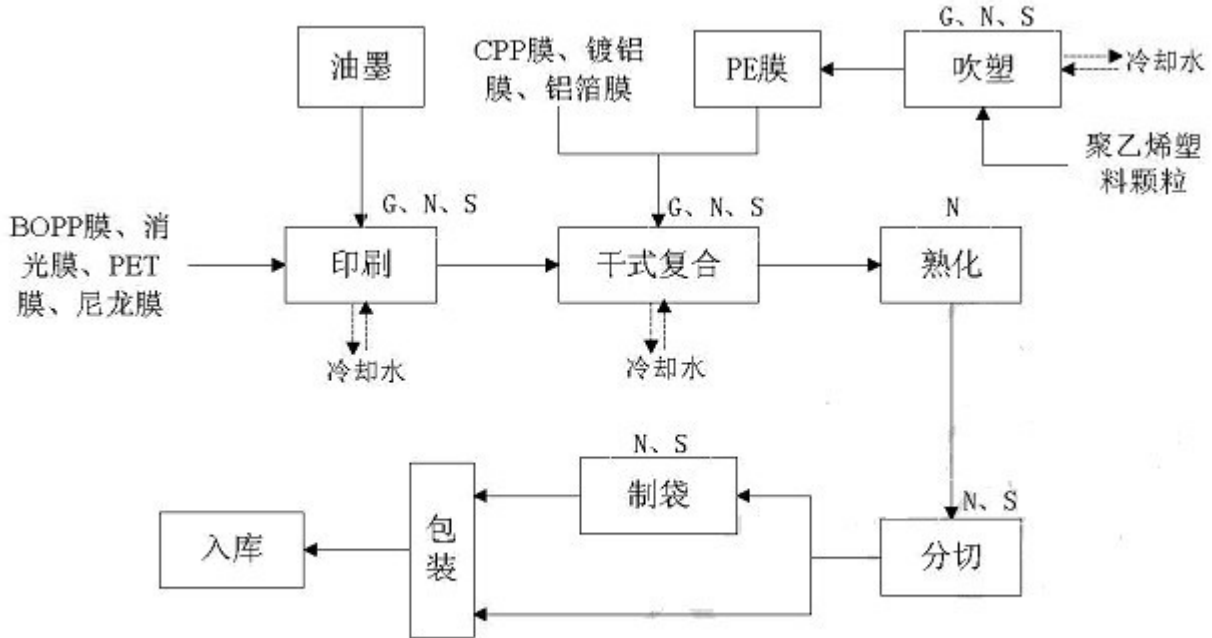 G、N、S
油墨
CPP膜、镀铝
膜、铝箔膜
PE膜
吹塑
冷却水
聚乙烯塑
料颗粒
G、N、S
G、N、S
N
BOPP膜、消
光膜、PET
膜、尼龙膜
印刷
干式复合
熟化
冷却水
冷却水
N、S
制袋
N、S
包
装
入库
分切